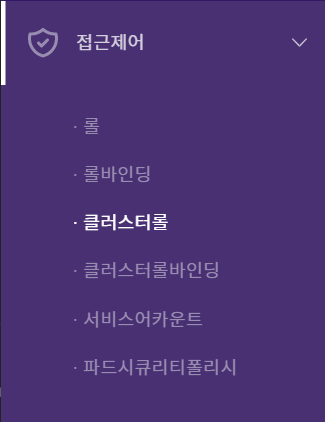 접근제어
· 롤
· 롤바인딩
· 클러스터롤
· 클러스터롤바인딩
· 서비스어카운트
· 파드시큐리티폴리시